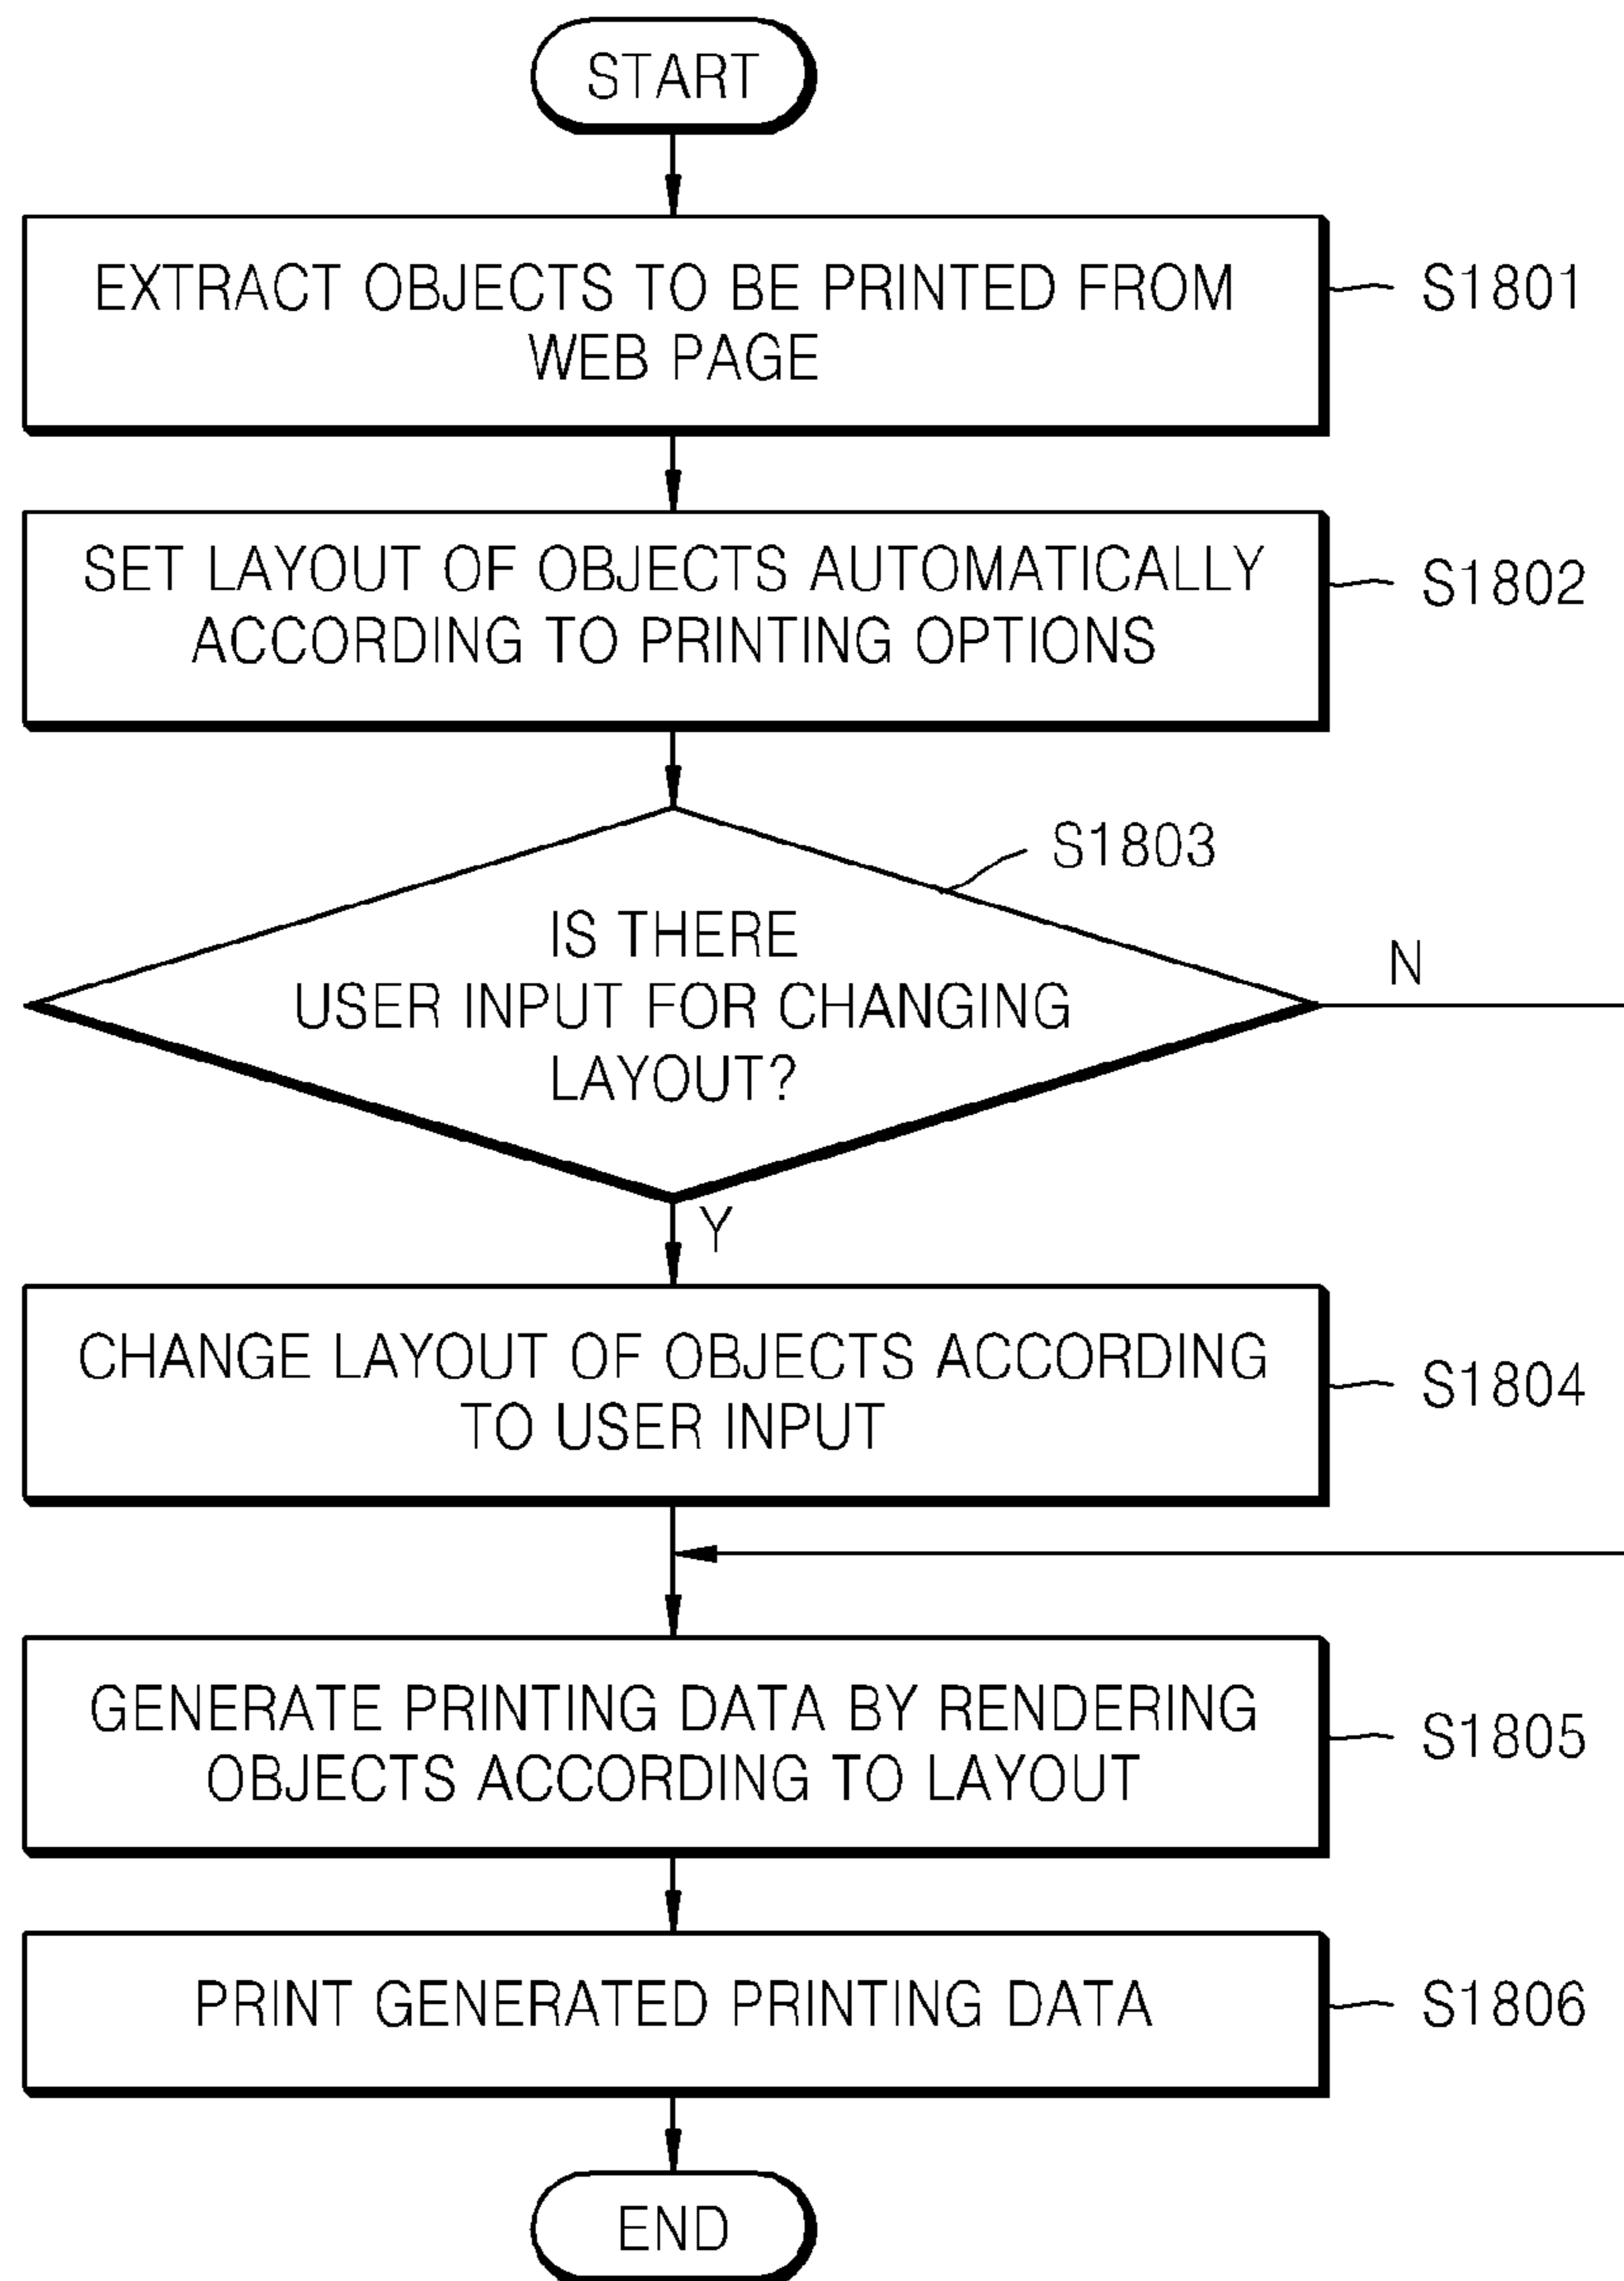 START
EXTRACT OBJECTS TO BE PRINTED FROM
WEB PAGE
S1801
SET LAYOUT OF OBJECTS AUTOMATICALLY
ACCORDING TO PRINTING OPTIONS
S1802
S1803
IS THERE
USER INPUT FOR CHANGING
LAYOUT?
N
Y
CHANGE LAYOUT OF OBJECTS ACCORDING
TO USER INPUT
S1804
GENERATE PRINTING DATA BY RENDERING
OBJECTS ACCORDING TO LAYOUT
S1805
PRINT GENERATED PRINTING DATA
S1806
END